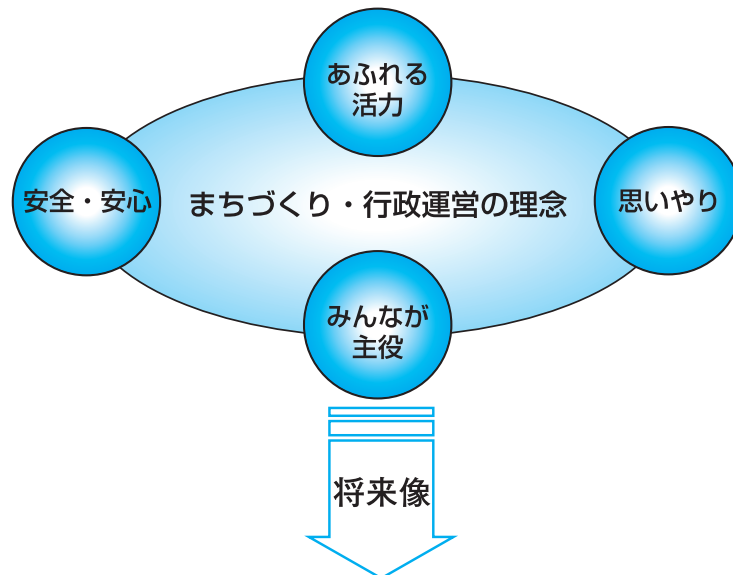 あふれる
活力
安全・安心
まちづくり・行政運営の理念
思いやり
みんなが
主役
将来像